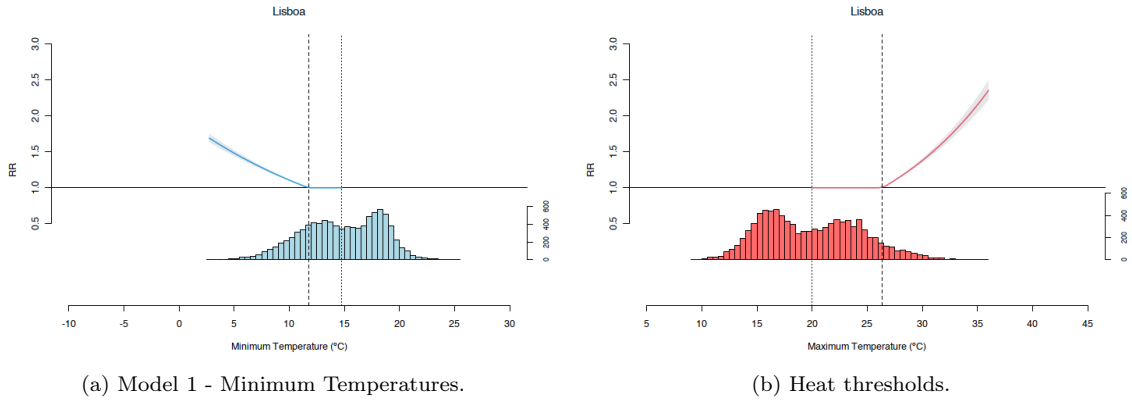 Lisboa
3.0
2.5
2.0
1.5
1.0
0.5
RR
600
400
200
0
-10 -5 0 5 10 15 20 25 30
Minimum Temperature (ºC)
(a) Model 1 - Minimum Temperatures.
Lisboa
3.0
2.5
2.0
1.5
1.0
0.5
RR
600
400
200
0
5 10 15 20 25 30 35 40 45
Maximum Temperature (ºC)
(b) Heat thresholds.